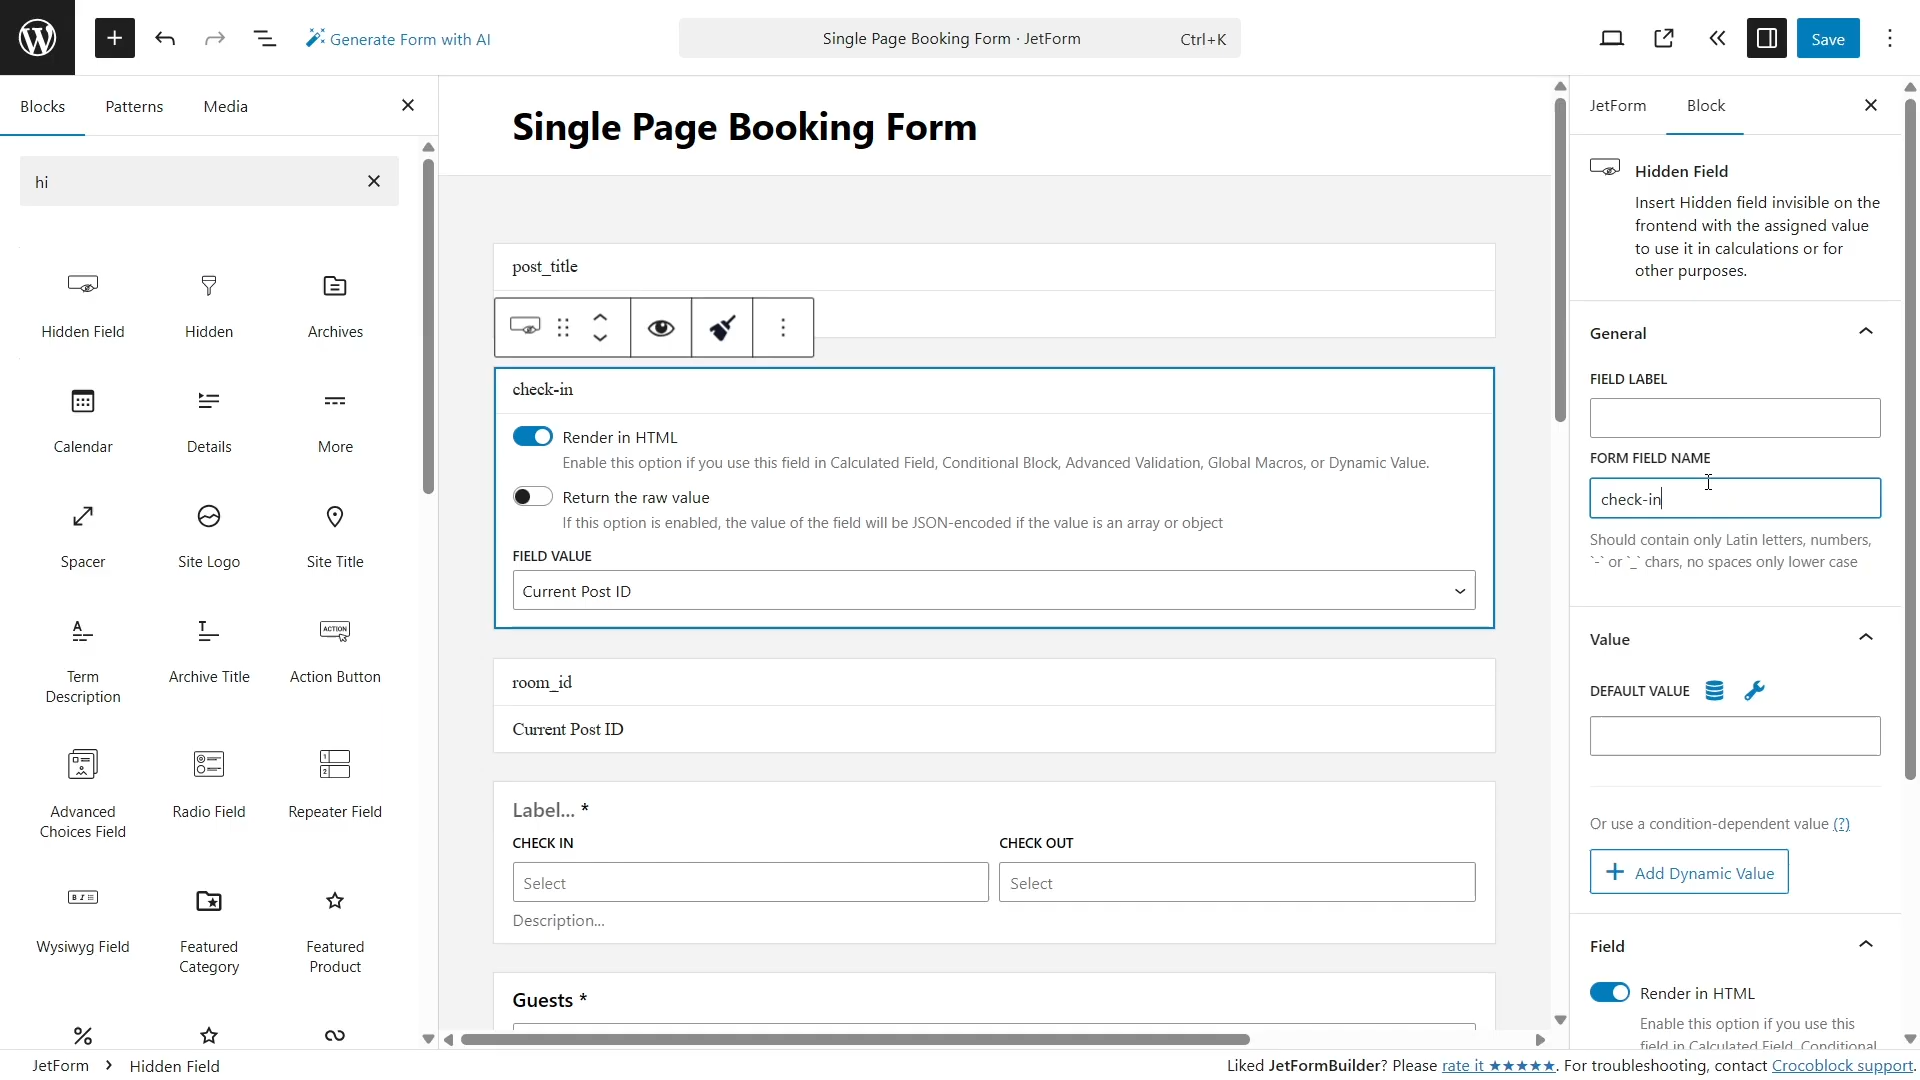 Generate Form with AI
Single Page Booking Form · JetForm
Ctrl+K
Save
Blocks
Patterns
Media
hi
Hidden Field
Hidden
Archives
Calendar
Details
More
Spacer
Site Logo
Site Title
Term
Description
Archive Title
Action Button
Advanced
Choices Field
Radio Field
Repeater Field
Wysiwyg Field
Featured
Category
Featured
Product
Single Page Booking Form
post_title
check-in
Render in HTML
Enable this option if you use this field in Calculated Field, Conditional Block, Advanced Validation, Global Macros, or Dynamic Value.
Return the raw value
If this option is enabled, the value of the field will be JSON-encoded if the value is an array or object
FIELD VALUE
Current Post ID
room_id
Current Post ID
Label... *
CHECK IN
CHECK OUT
Select
Select
Description...
Guests *
JetForm
Block
Hidden Field
Insert Hidden field invisible on the
frontend with the assigned value
to use it in calculations or for
other purposes.
General
FIELD LABEL
FORM FIELD NAME
check-in
Should contain only Latin letters, numbers,
`-` or `_` chars, no spaces only lower case
Value
DEFAULT VALUE
Or use a condition-dependent value (?)
Add Dynamic Value
Field
Render in HTML
Enable this option if you use this
field in Calculated Field, Conditional
JetForm > Hidden Field
Liked JetFormBuilder? Please rate it ★★★★★. For troubleshooting, contact Crocoblock support.